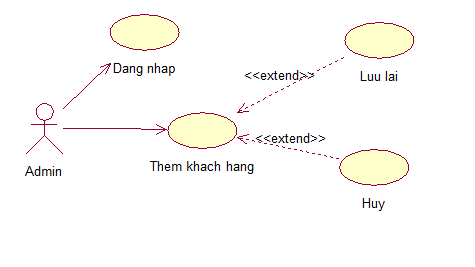 Dang nhap
<<extend>>
Luu lai
<<extend>>
Admin
Them khach hang
Huy